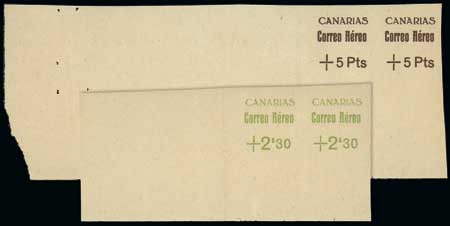 CANARIAS CANARIAS
Correo Aéreo Correo Aéreo
+5 Pts +5 Pts
CANARIAS CANARIAS
Correo Aéreo Correo Aéreo
+2'30 +2'30